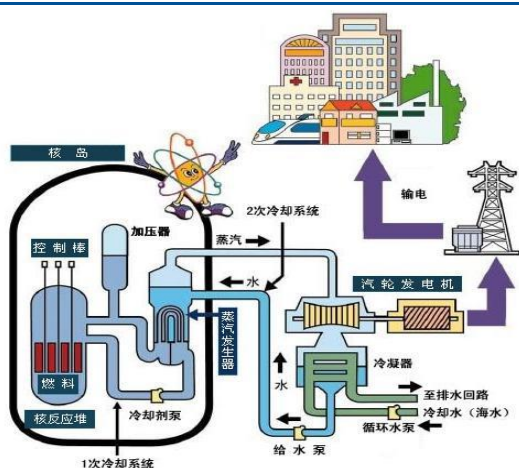 核岛
输电
2次冷却系统
控制棒
加压器
蒸汽
水
汽轮发电机
蒸汽发生器
冷凝器
水
燃料
至排水回路
冷却剂泵
冷却水（海水）
核反应堆
给水泵
循环水泵
1次冷却系统